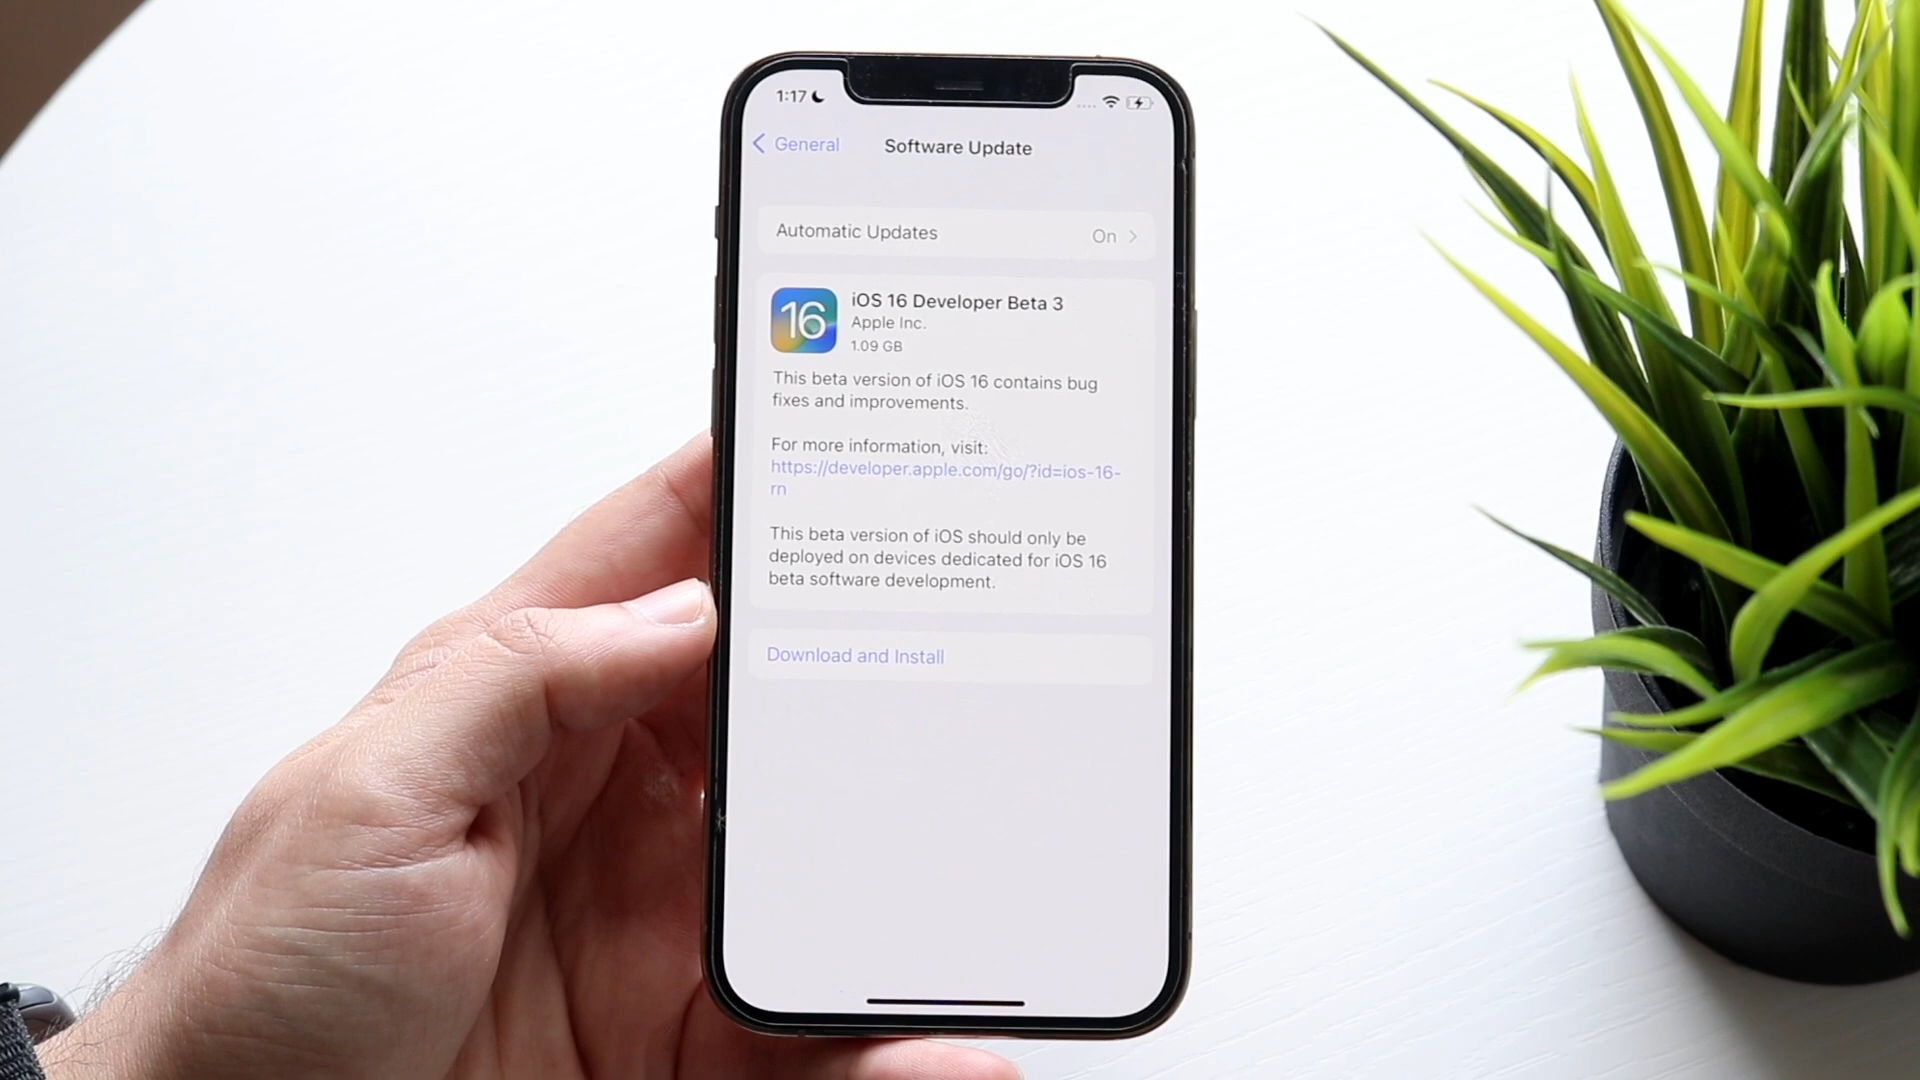 1:17
General
Software Update
Automatic Updates
On
16
iOS 16 Developer Beta 3
Apple Inc.
1.09 GB
This beta version of iOS 16 contains bug
fixes and improvements.
For more information, visit:
https://developer.apple.com/go/?id=ios-16-
rn
This beta version of iOS should only be
deployed on devices dedicated for iOS 16
beta software development.
Download and Install